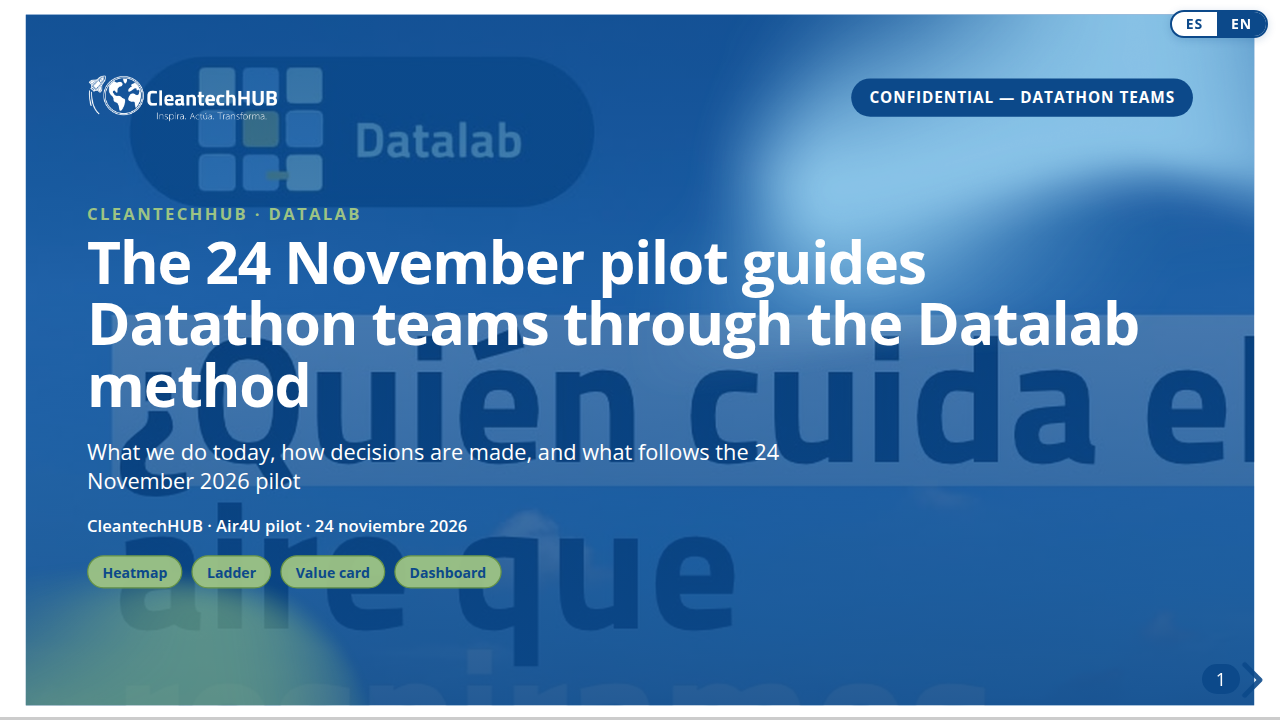 ES EN
CleantechHUB
Inspira. Actúa. Transforma.
Datalab
CONFIDENTIAL — DATATHON TEAMS
CLEANTECHHUB · DATALAB
The 24 November pilot guides
Datathon teams through the Datalab
method
¿Quién cuida el
aire que
respiramos
What we do today, how decisions are made, and what follows the 24
November 2026 pilot
CleantechHUB · Air4U pilot · 24 noviembre 2026
Heatmap Ladder Value card Dashboard
1